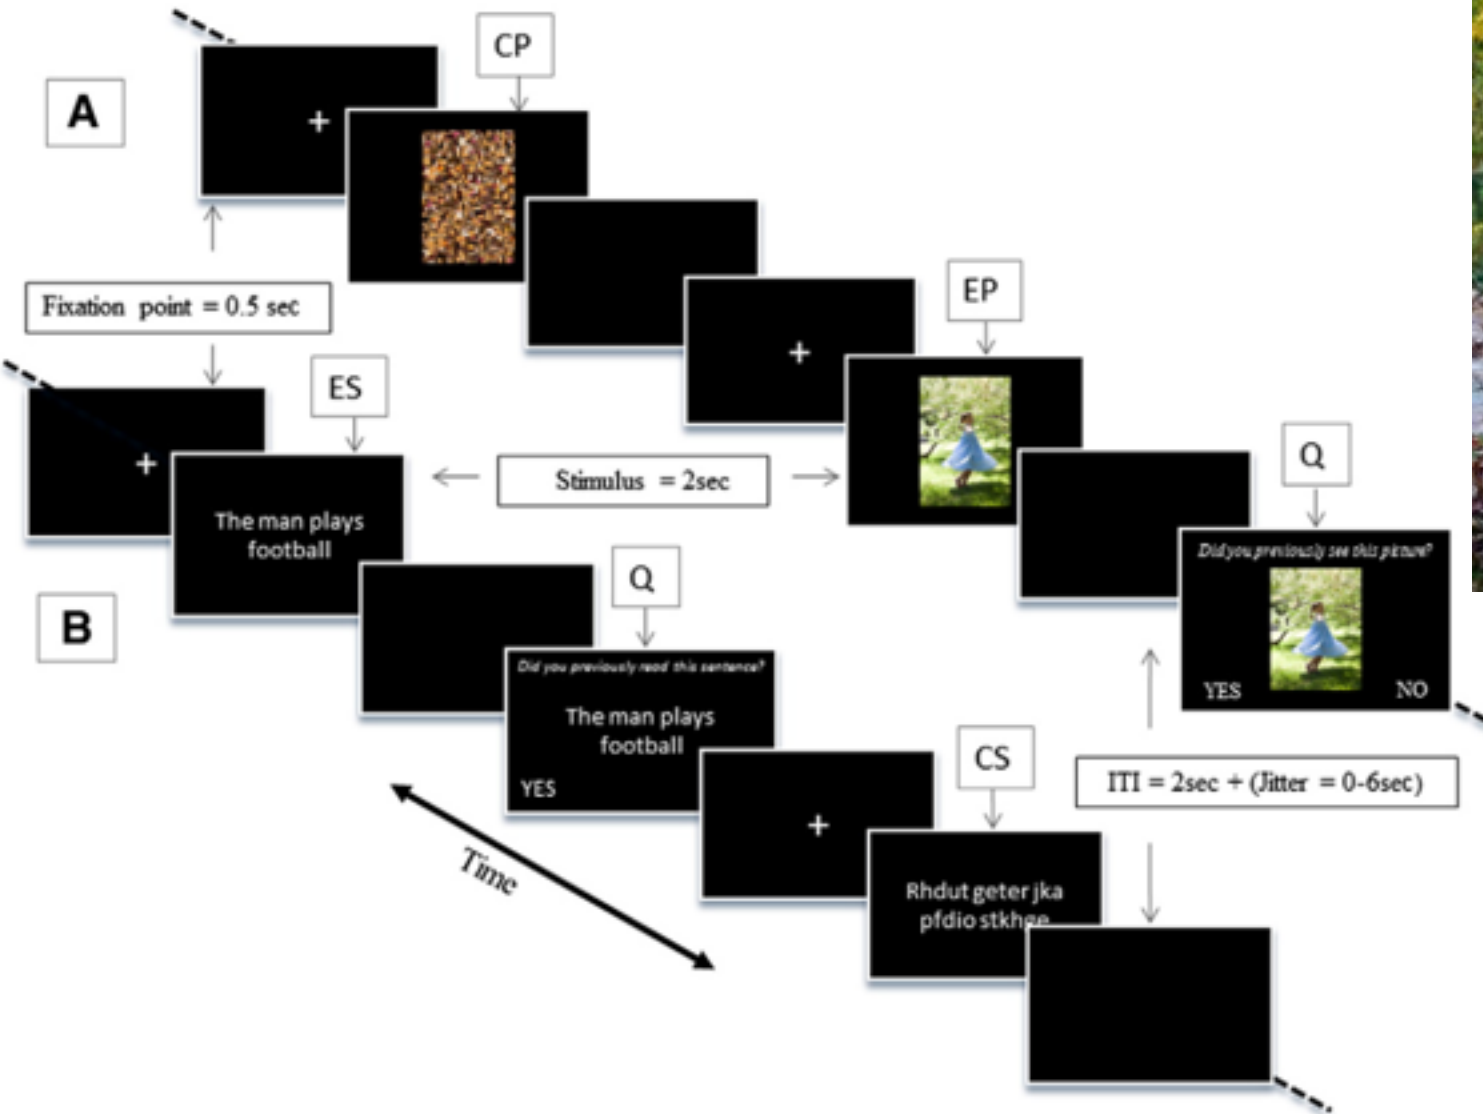 CP
A
+
EP
+
Fixation point = 0.5 sec
ES
Q
+
Stimulus = 2sec
The man plays
football
Did you previously see this picture?
YES NO
B
Q
Did you previously read this sentence?
The man plays
football
YES
CS
ITI = 2sec + (Jitter = 0-6sec)
+
Time
Rhdut geter jka
pfdio stkhge